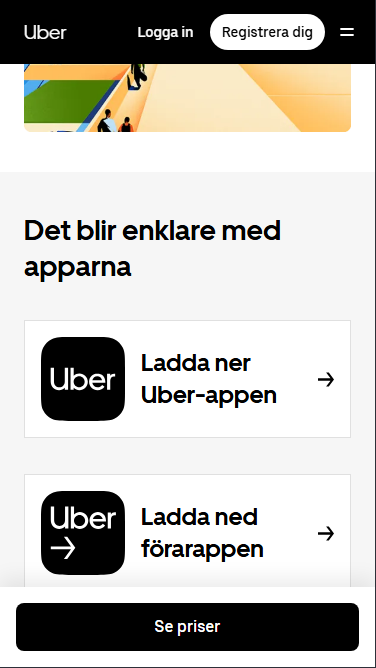 Uber
Logga in
Registrera dig
Det blir enklare med
apparna
Uber
Ladda ner
Uber-appen
Uber
Ladda ned
förarappen
Se priser